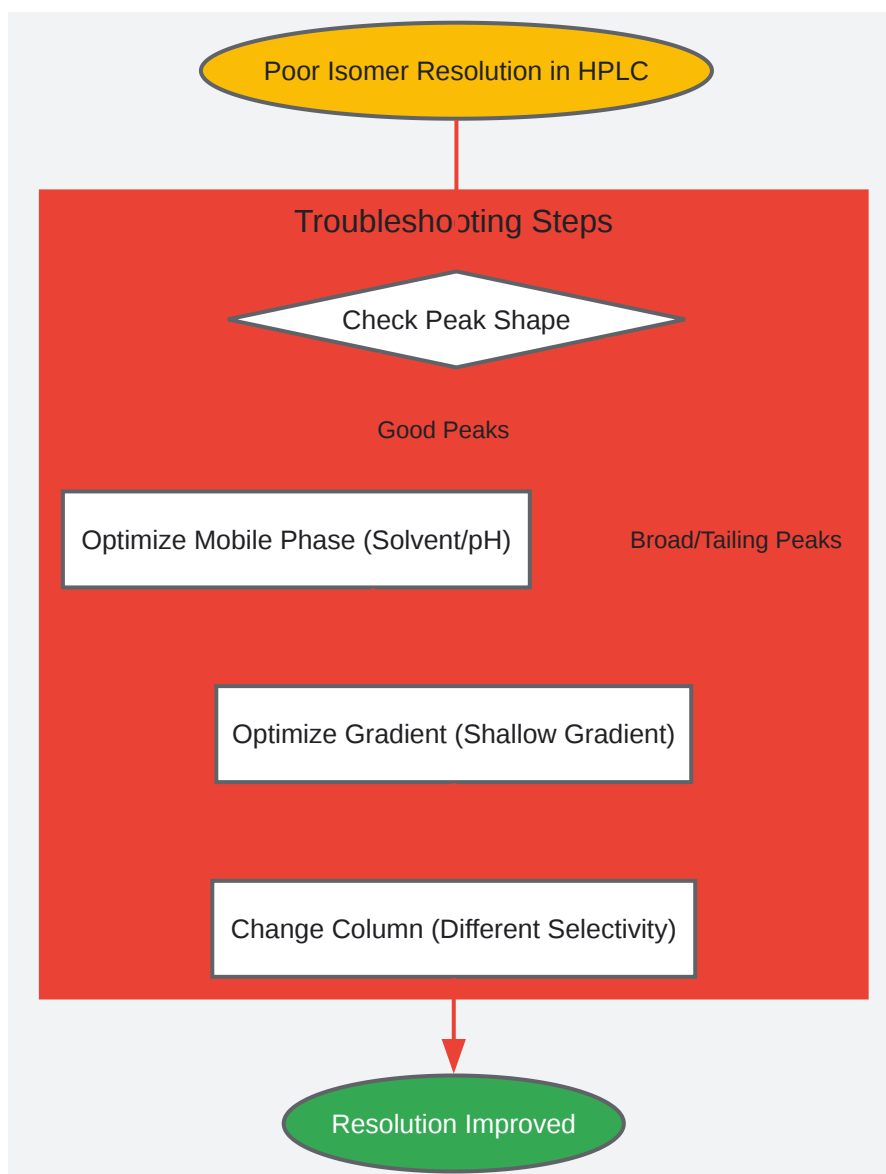 Poor Isomer Resolution in HPLC
Troubleshooting Steps
Check Peak Shape
Good Peaks
Optimize Mobile Phase (Solvent/pH)
Broad/Tailing Peaks
Optimize Gradient (Shallow Gradient)
Change Column (Different Selectivity)
Resolution Improved